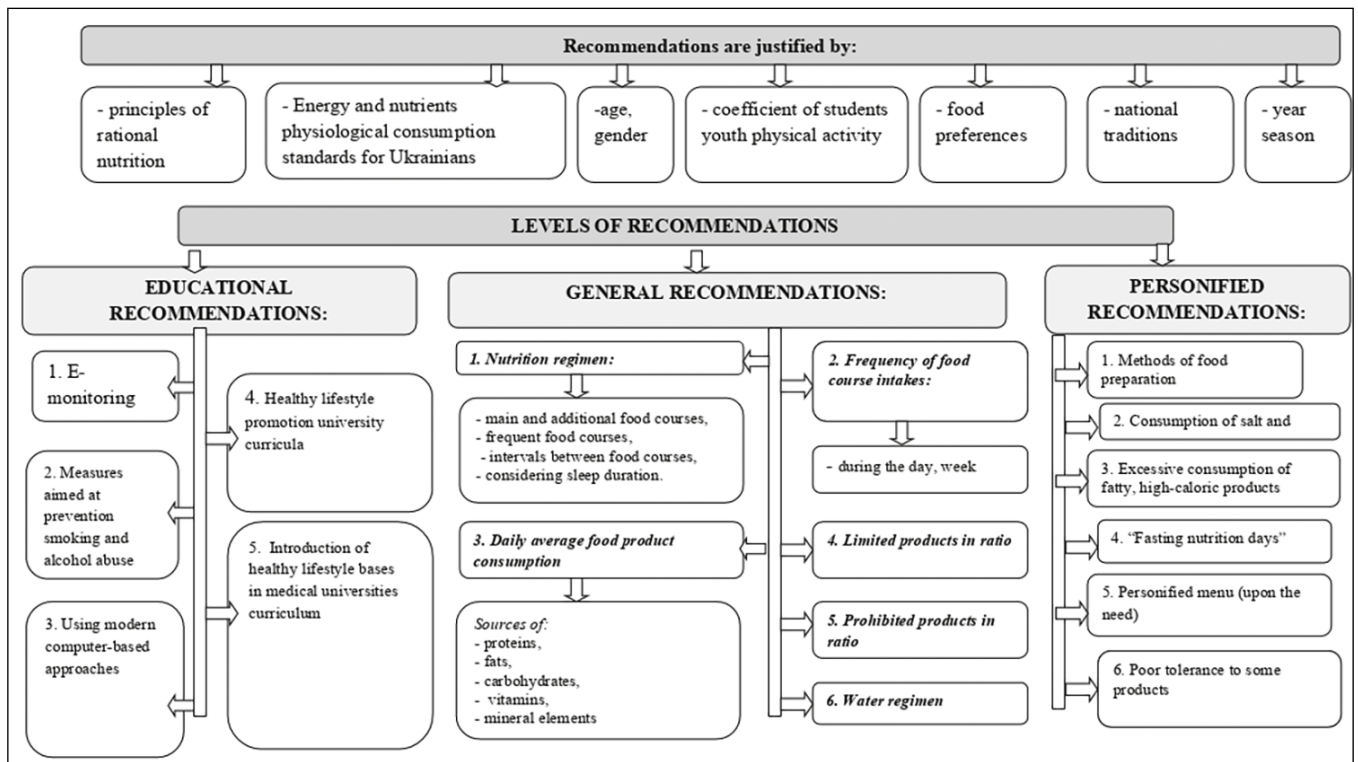 Recommendations are justified by:
- principles of
rational
nutrition
- Energy and nutrients
physiological consumption
standards for Ukrainians
-age,
gender
- coefficient of students
youth physical activity
- food
preferences
- national
traditions
- year
season
LEVELS OF RECOMMENDATIONS
EDUCATIONAL
RECOMMENDATIONS:
1. E-
monitoring
2. Measures
aimed at
prevention
smoking and
alcohol abuse
3. Using modern
computer-based
approaches
4. Healthy lifestyle
promotion university
curricula
5. Introduction of
healthy lifestyle bases
in medical universities
curriculum
GENERAL RECOMMENDATIONS:
1. Nutrition regimen:
- main and additional food courses,
- frequent food courses,
- intervals between food courses,
- considering sleep duration.
2. Frequency of food
course intakes:
- during the day, week
3. Daily average food product
consumption
Sources of:
- proteins,
- fats,
- carbohydrates,
- vitamins,
- mineral elements
4. Limited products in ratio
5. Prohibited products in
ratio
6. Water regimen
PERSONIFIED
RECOMMENDATIONS:
1. Methods of food
preparation
2. Consumption of salt and
3. Excessive consumption of
fatty, high-caloric products
4. “Fasting nutrition days”
5. Personified menu (upon the
need)
6. Poor tolerance to some
products